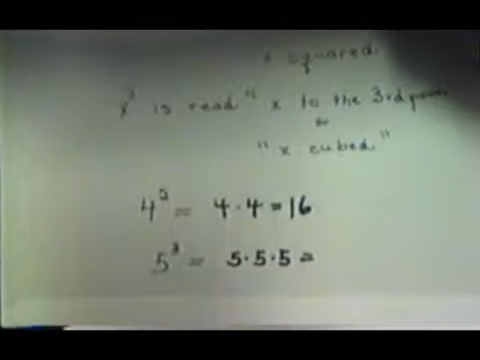 x squared.
x³ is read " x to the 3rd power
or
" x cubed "
4² = 4 · 4 = 16
5³ = 5 · 5 · 5 =